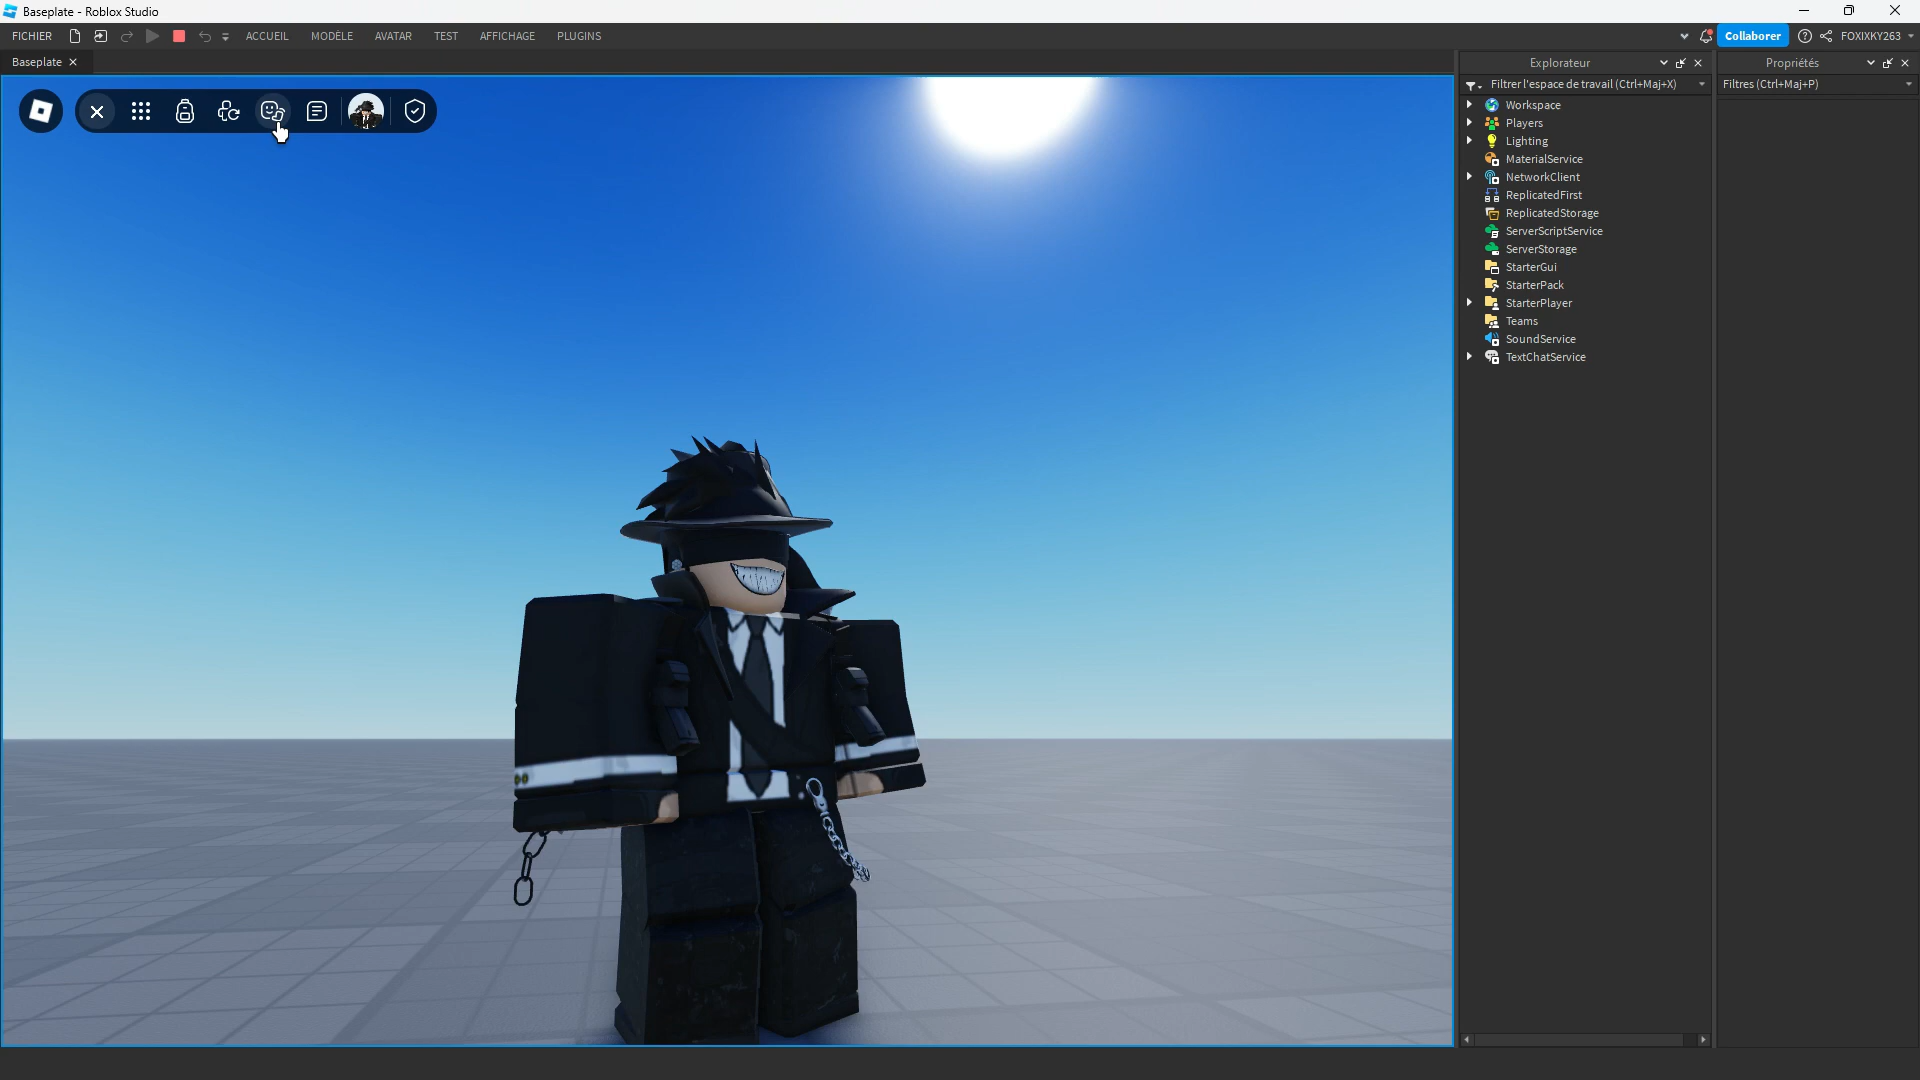 Baseplate - Roblox Studio
FICHIER ACCUEIL MODÈLE AVATAR TEST AFFICHAGE PLUGINS Collaborer FOXIXKY263
Baseplate
Explorateur
Filtrer l'espace de travail (Ctrl+Maj+X)
Workspace
Players
Lighting
MaterialService
NetworkClient
ReplicatedFirst
ReplicatedStorage
ServerScriptService
ServerStorage
StarterGui
StarterPack
StarterPlayer
Teams
SoundService
TextChatService
Propriétés
Filtres (Ctrl+Maj+P)